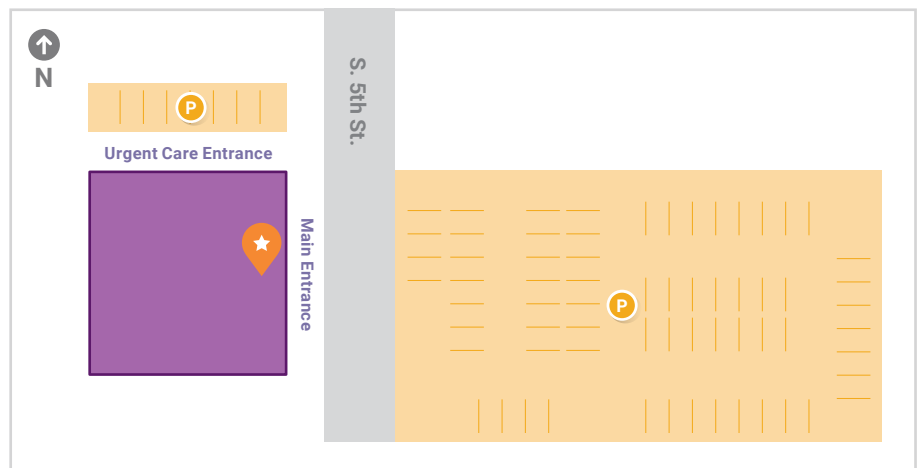 N
P
Urgent Care Entrance
S. 5th St.
Main Entrance
P